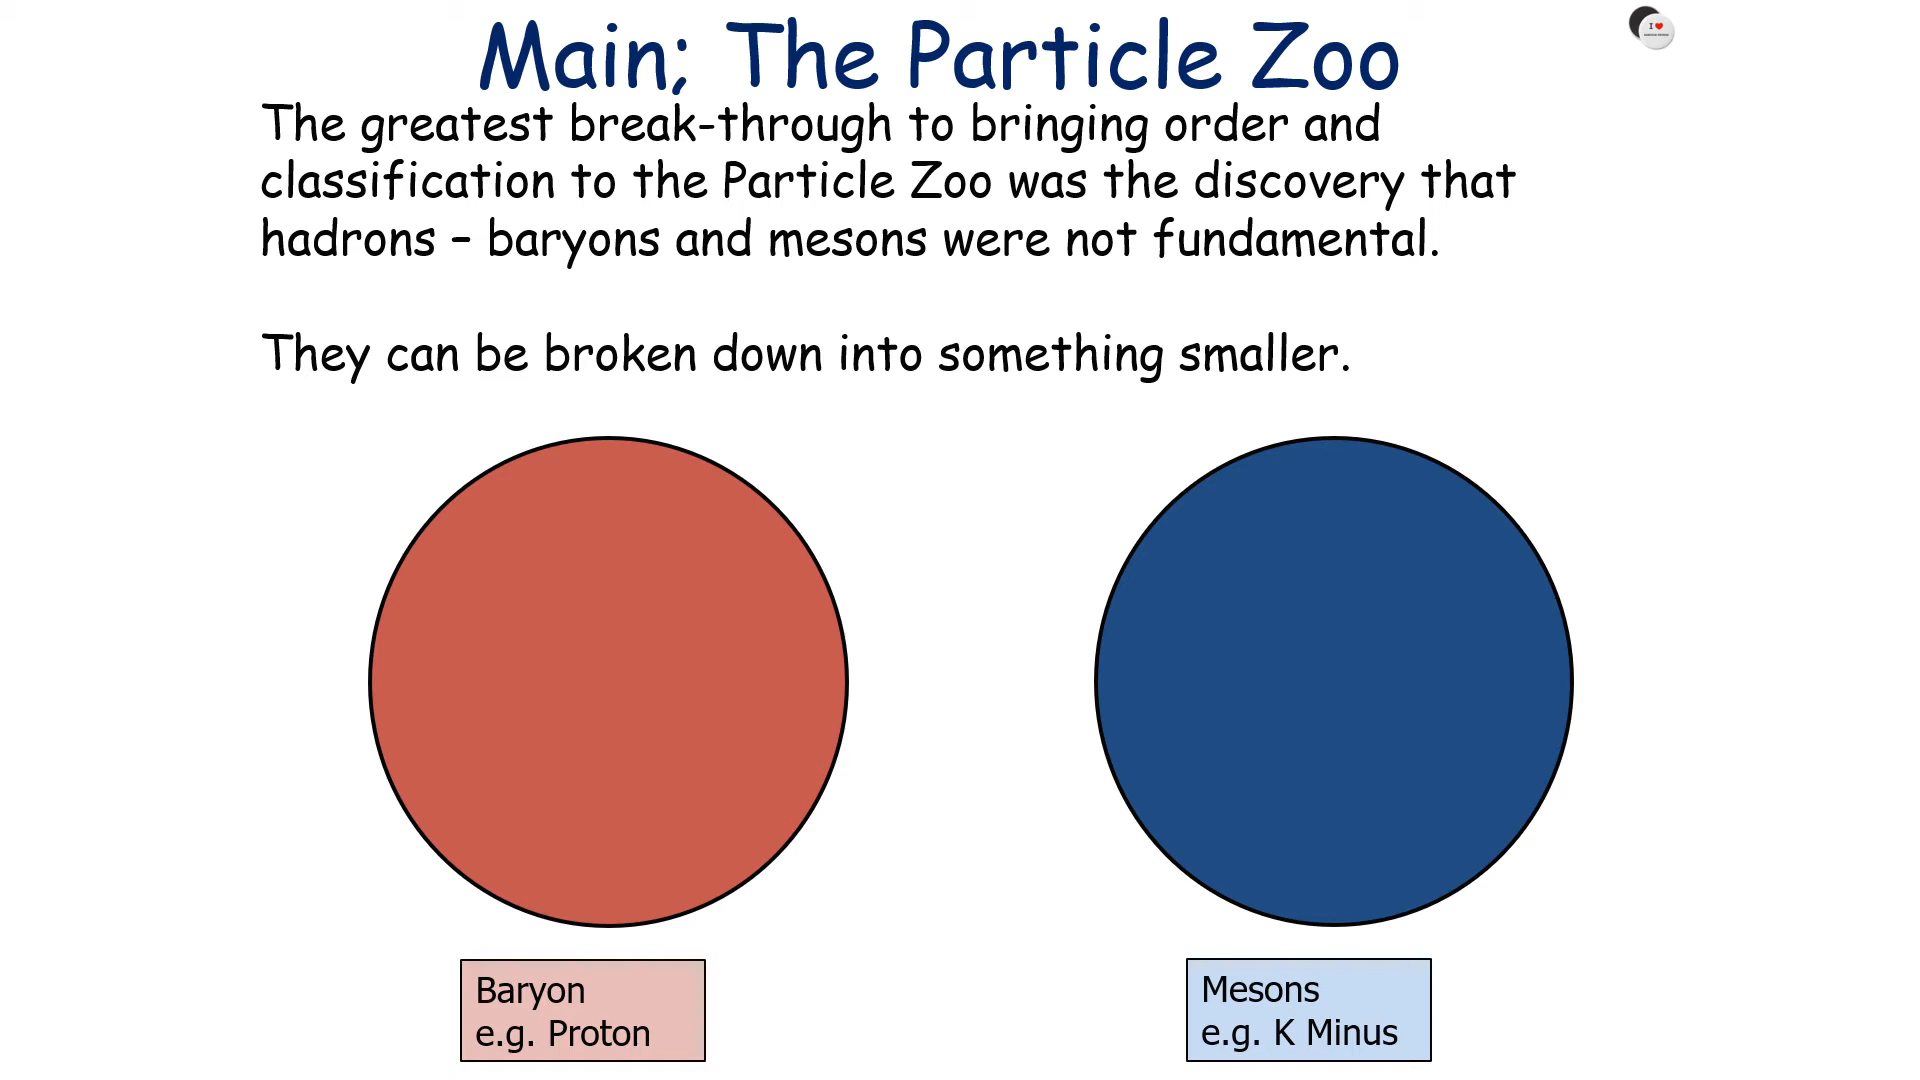 Main; The Particle Zoo
The greatest break-through to bringing order and
classification to the Particle Zoo was the discovery that
hadrons – baryons and mesons were not fundamental.
They can be broken down into something smaller.
Baryon
e.g. Proton
Mesons
e.g. K Minus
I